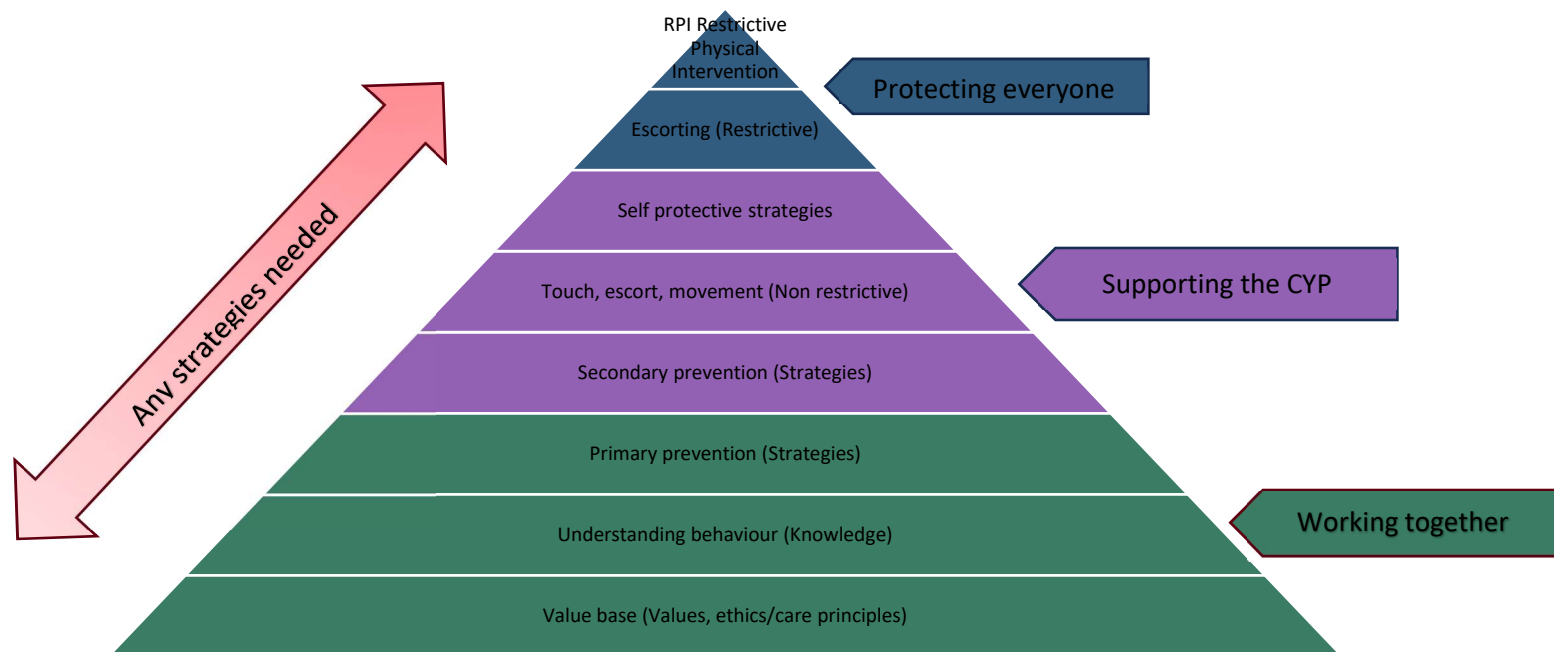 RPI Restrictive
Physical
Intervention
Protecting everyone
Escorting (Restrictive)
Any strategies needed
Self protective strategies
Touch, escort, movement (Non restrictive)
Supporting the CYP
Secondary prevention (Strategies)
Primary prevention (Strategies)
Working together
Understanding behaviour (Knowledge)
Value base (Values, ethics/care principles)